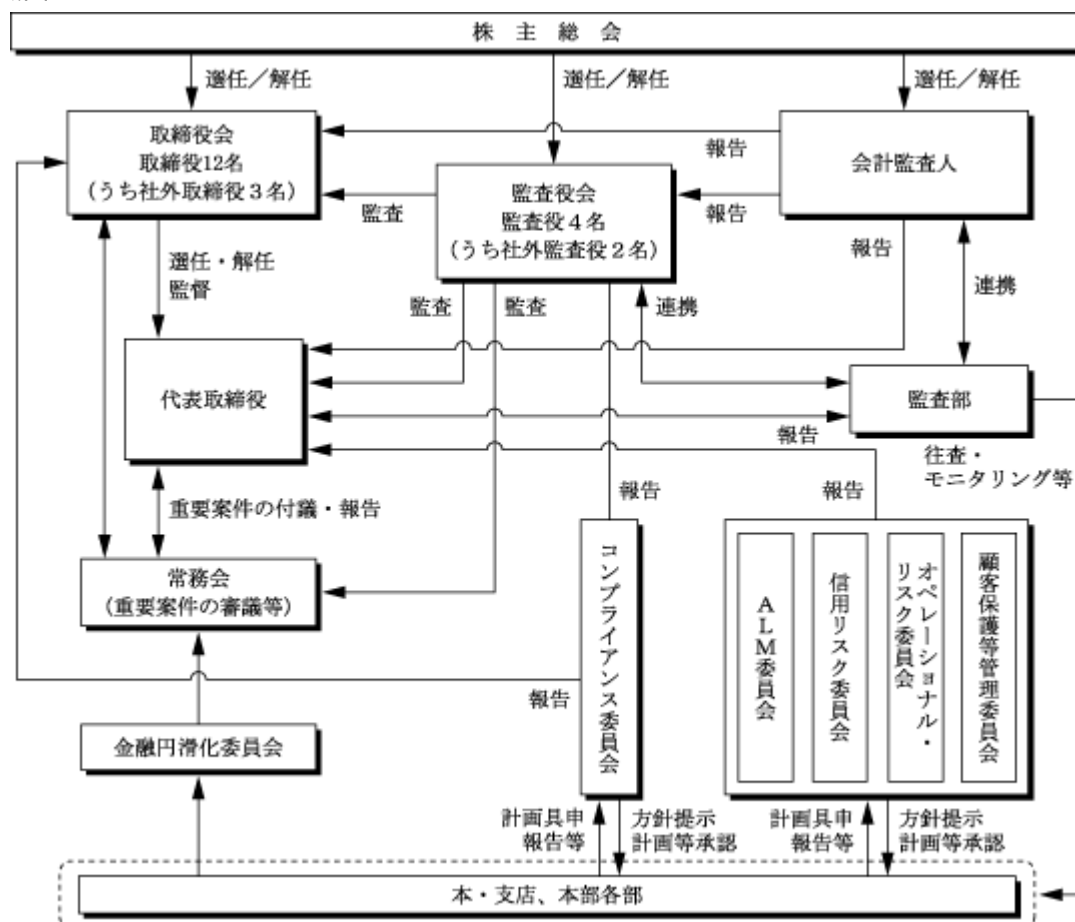 株主総会
選任／解任
選任／解任
選任／解任
取締役会
取締役12名
（うち社外取締役３名）
報告
会計監査人
監査
監査役会
監査役４名
（うち社外監査役２名）
報告
報告
選任・解任
監督
監査
監査
連携
連携
代表取締役
監査部
報告
往査・
モニタリング等
重要案件の付議・報告
報告
報告
常務会
（重要案件の審議等）
コンプライアンス委員会
ＡＬＭ委員会
信用リスク委員会
オペレーショナル・
リスク委員会
顧客保護等管理委員会
報告
金融円滑化委員会
計画具申
報告等
方針提示
計画等承認
計画具申
報告等
方針提示
計画等承認
本・支店、本部各部